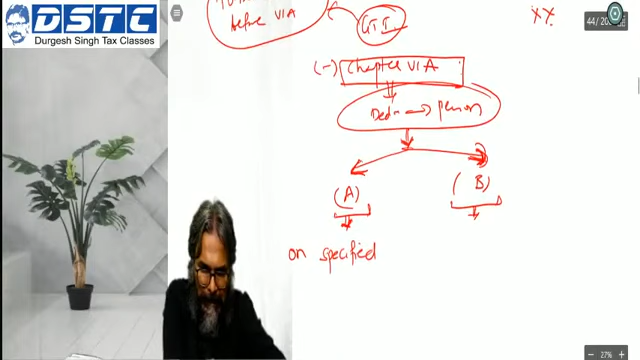 DSTC
Durgesh Singh Tax Classes
44/20
before VIA
GTI
XX
(-) Chapter VIA
Dedn → person
(A)
(B)
on specified
27%